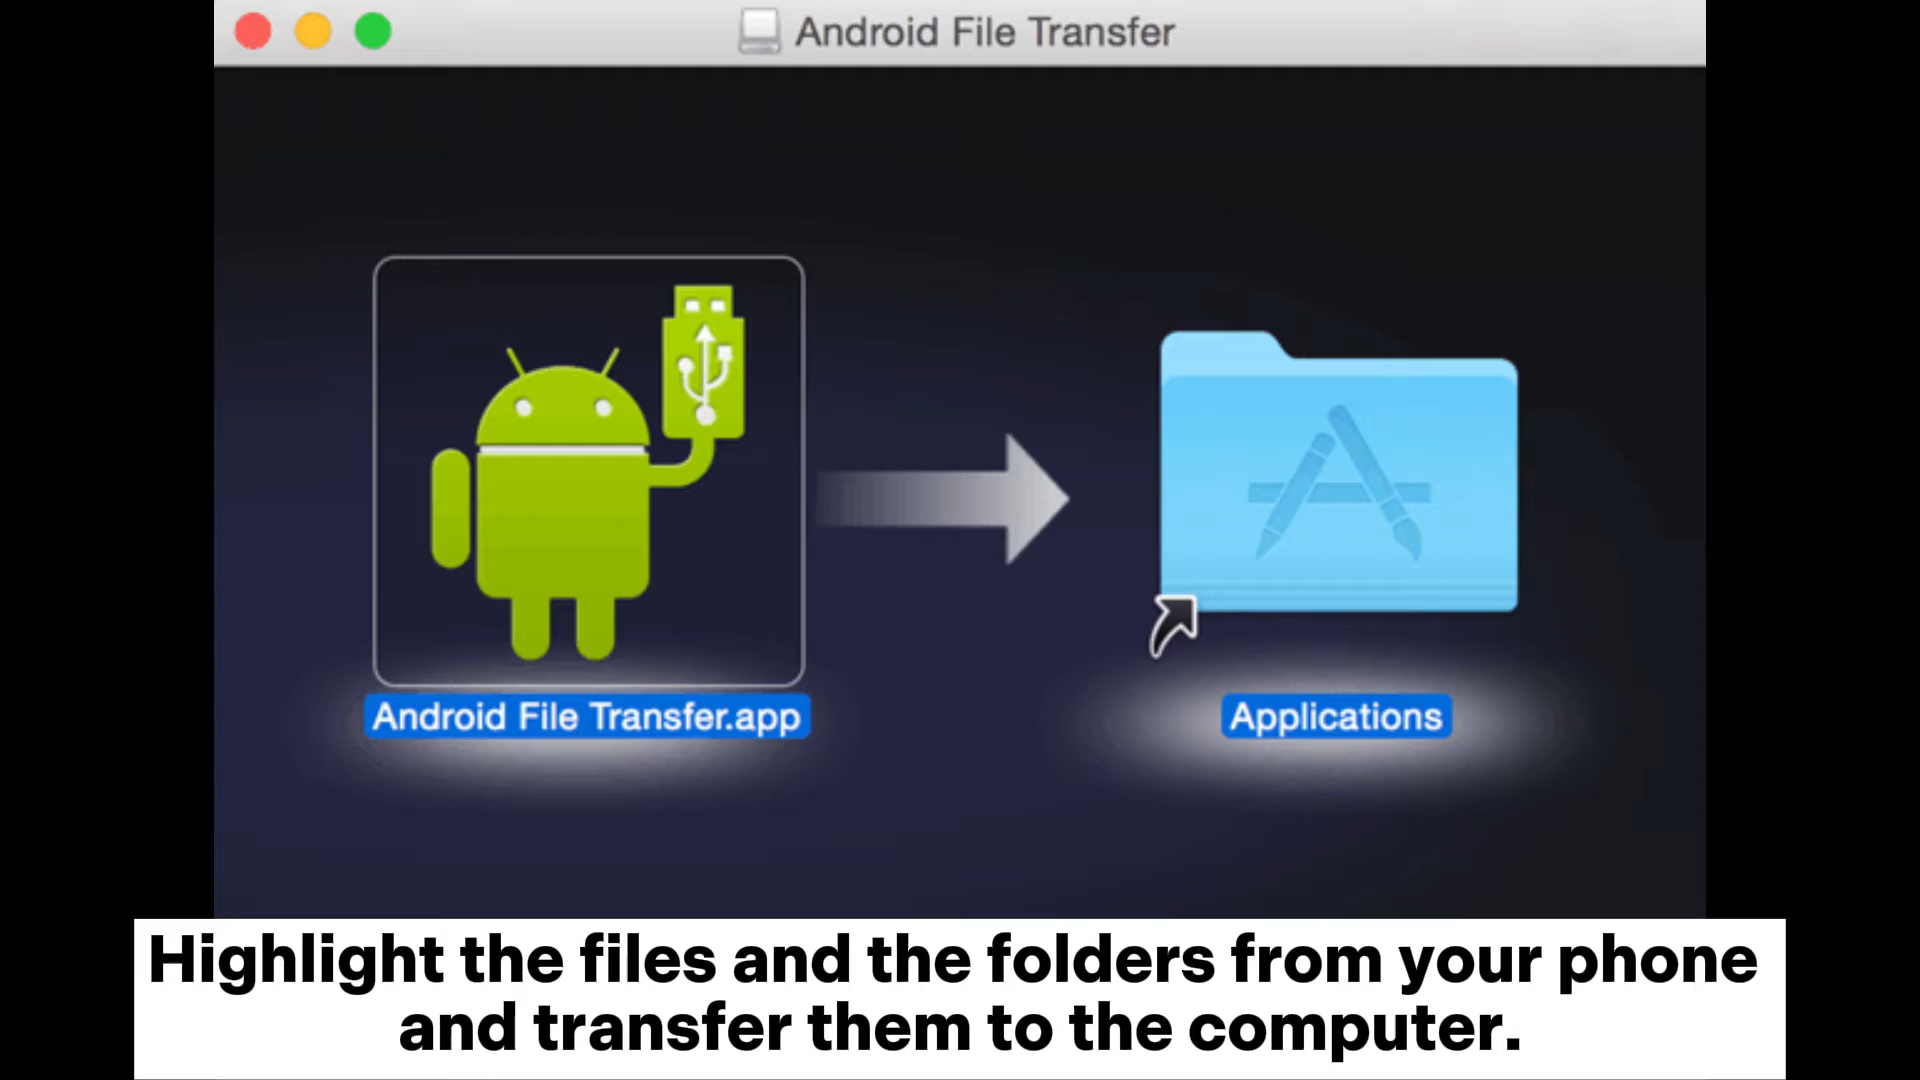 Android File Transfer
Android File Transfer.app
Applications
Highlight the files and the folders from your phone
and transfer them to the computer.